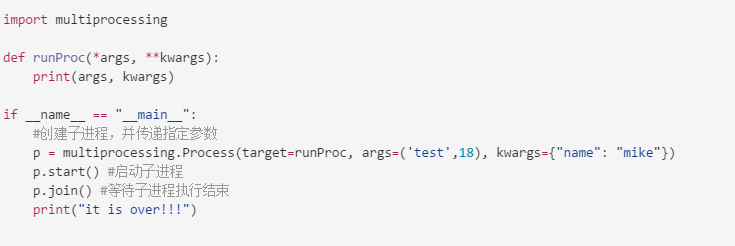 import multiprocessing
def runProc(*args, **kwargs):
    print(args, kwargs)
if __name__ == "__main__":
    #创建子进程，并传递指定参数
    p = multiprocessing.Process(target=runProc, args=('test',18), kwargs={"name": "mike"})
    p.start() #启动子进程
    p.join() #等待子进程执行结束
    print("it is over!!!")